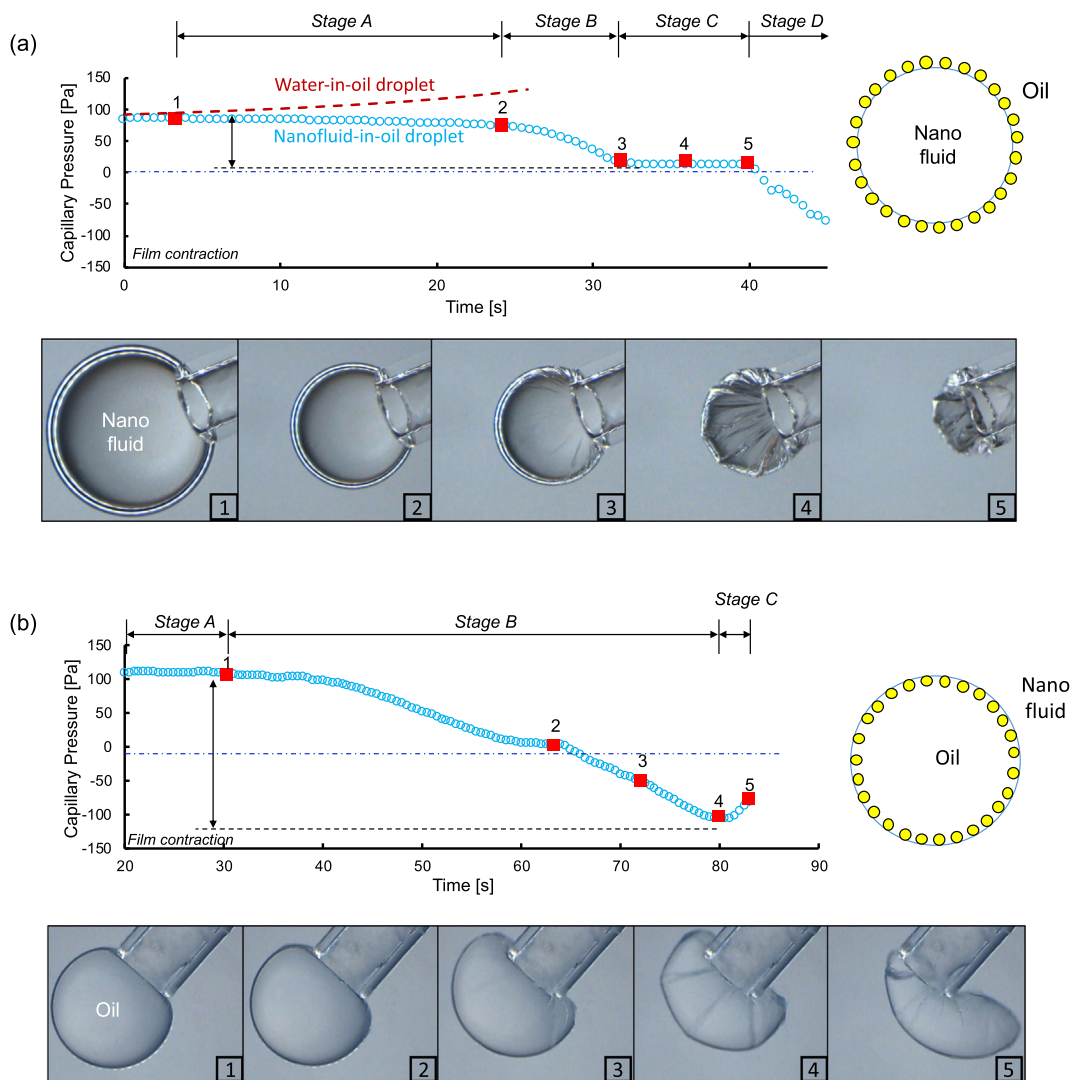 (a)
Stage A
Stage B
Stage C
Stage D
Capillary Pressure [Pa]
150
100
50
0
-50
-100
-150
Water-in-oil droplet
Nanofluid-in-oil droplet
1
2
3
4
5
Film contraction
0
10
20
30
40
Time [s]
Oil
Nano
fluid
Nano
fluid
1
2
3
4
5
(b)
Stage A
Stage B
Stage C
Capillary Pressure [Pa]
150
100
50
0
-50
-100
-150
1
2
3
4
5
Film contraction
20
30
40
50
60
70
80
90
Time [s]
Nano
fluid
Oil
Oil
1
2
3
4
5